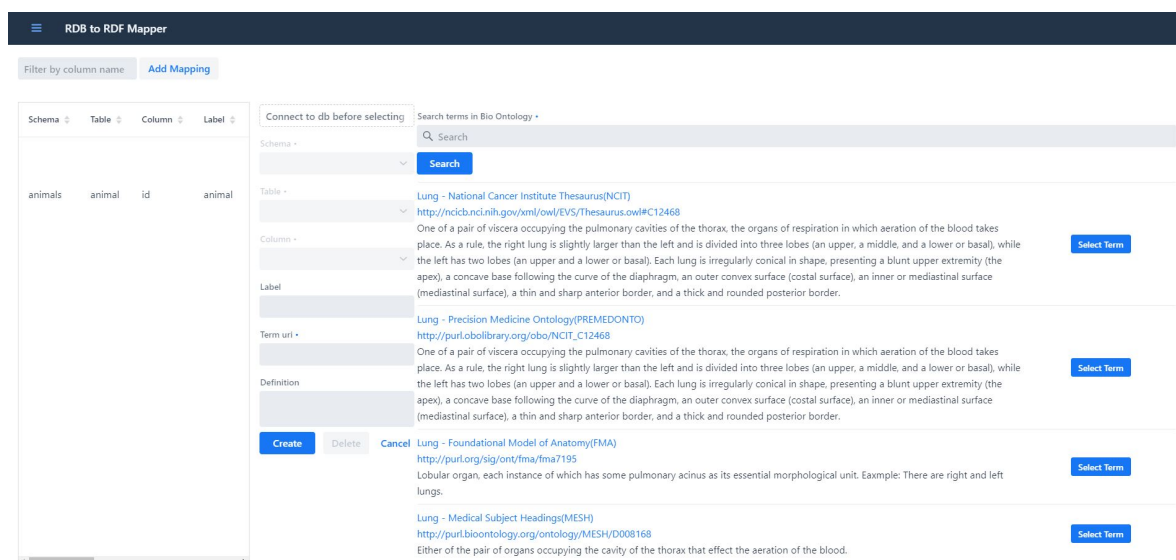 RDB to RDF Mapper
Filter by column name
Add Mapping
Schema
Table
Column
Label
animals
animal
id
animal
Connect to db before selecting
Schema •
Table •
Column •
Label
Term uri •
Definition
Create
Delete
Cancel
Search terms in Bio Ontology •
Search
Search
Lung - National Cancer Institute Thesaurus(NCIT)
http://ncicb.nci.nih.gov/xml/owl/EVS/Thesaurus.owl#C12468
One of a pair of viscera occupying the pulmonary cavities of the thorax, the organs of respiration in which aeration of the blood takes
place. As a rule, the right lung is slightly larger than the left and is divided into three lobes (an upper, a middle, and a lower or basal), while
the left has two lobes (an upper and a lower or basal). Each lung is irregularly conical in shape, presenting a blunt upper extremity (the
apex), a concave base following the curve of the diaphragm, an outer convex surface (costal surface), an inner or mediastinal surface
(mediastinal surface), a thin and sharp anterior border, and a thick and rounded posterior border.
Select Term
Lung - Precision Medicine Ontology(PREMEDONTO)
http://purl.obolibrary.org/obo/NCIT_C12468
One of a pair of viscera occupying the pulmonary cavities of the thorax, the organs of respiration in which aeration of the blood takes
place. As a rule, the right lung is slightly larger than the left and is divided into three lobes (an upper, a middle, and a lower or basal), while
the left has two lobes (an upper and a lower or basal). Each lung is irregularly conical in shape, presenting a blunt upper extremity (the
apex), a concave base following the curve of the diaphragm, an outer convex surface (costal surface), an inner or mediastinal surface
(mediastinal surface), a thin and sharp anterior border, and a thick and rounded posterior border.
Select Term
Lung - Foundational Model of Anatomy(FMA)
http://purl.org/sig/ont/fma/fma7195
Lobular organ, each instance of which has some pulmonary acinus as its essential morphological unit. Eaxmple: There are right and left
lungs.
Select Term
Lung - Medical Subject Headings(MESH)
http://purl.bioontology.org/ontology/MESH/D008168
Either of the pair of organs occupying the cavity of the thorax that effect the aeration of the blood.
Select Term